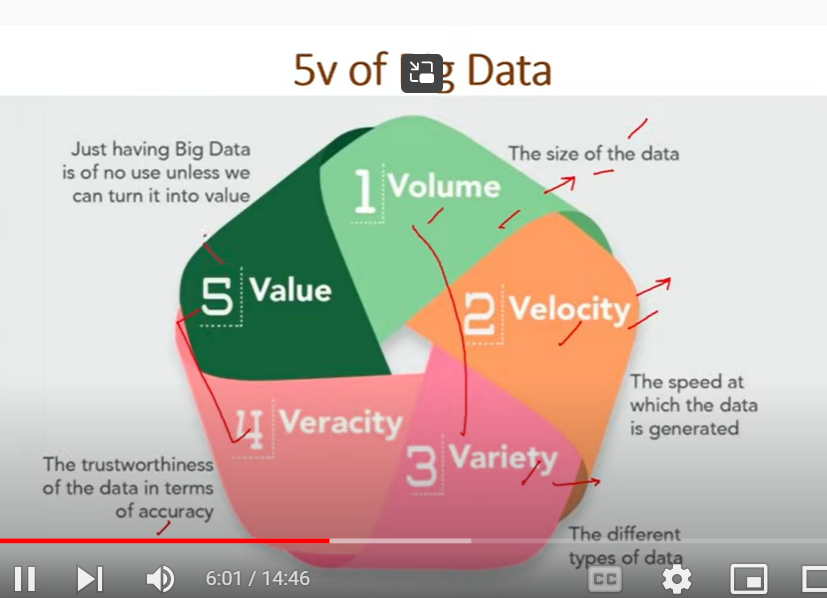 5v of Big Data
Just having Big Data
is of no use unless we
can turn it into value
The size of the data
1 Volume
5 Value
2 Velocity
The speed at
which the data
is generated
4 Veracity
3 Variety
The trustworthiness
of the data in terms
of accuracy
The different
types of data
6:01 / 14:46
CC